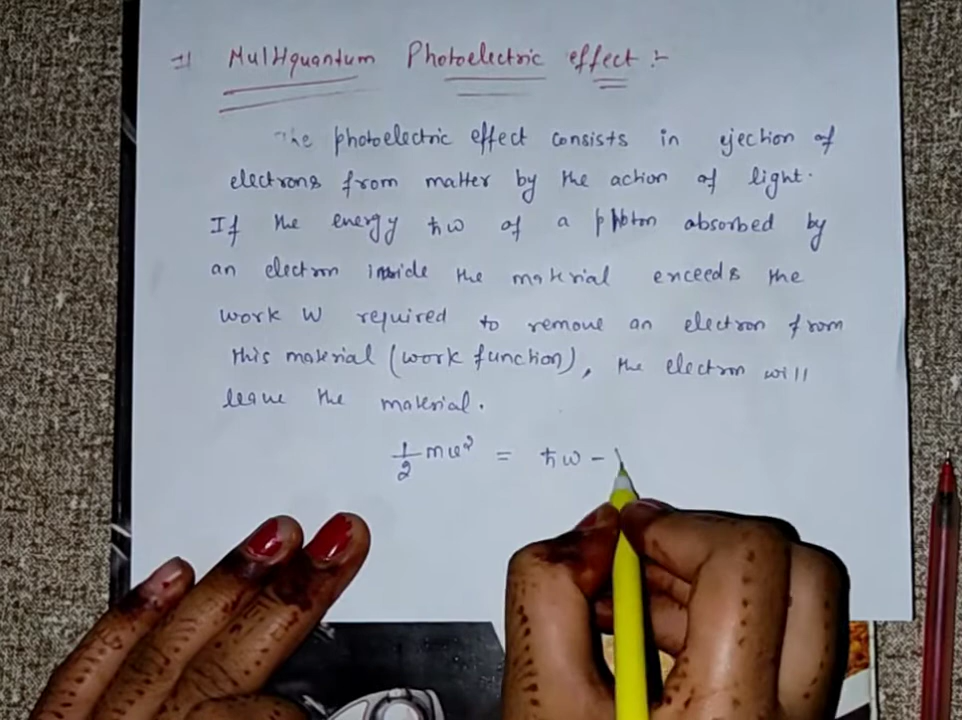 Multiquantum Photoelectric effect :-
The photoelectric effect consists in ejection of
electrons from matter by the action of light.
If the energy ħω of a photon absorbed by
an electron inside the material exceeds the
work W required to remove an electron from
this material (work function), the electron will
leave the material.
½ mv² = ħω -